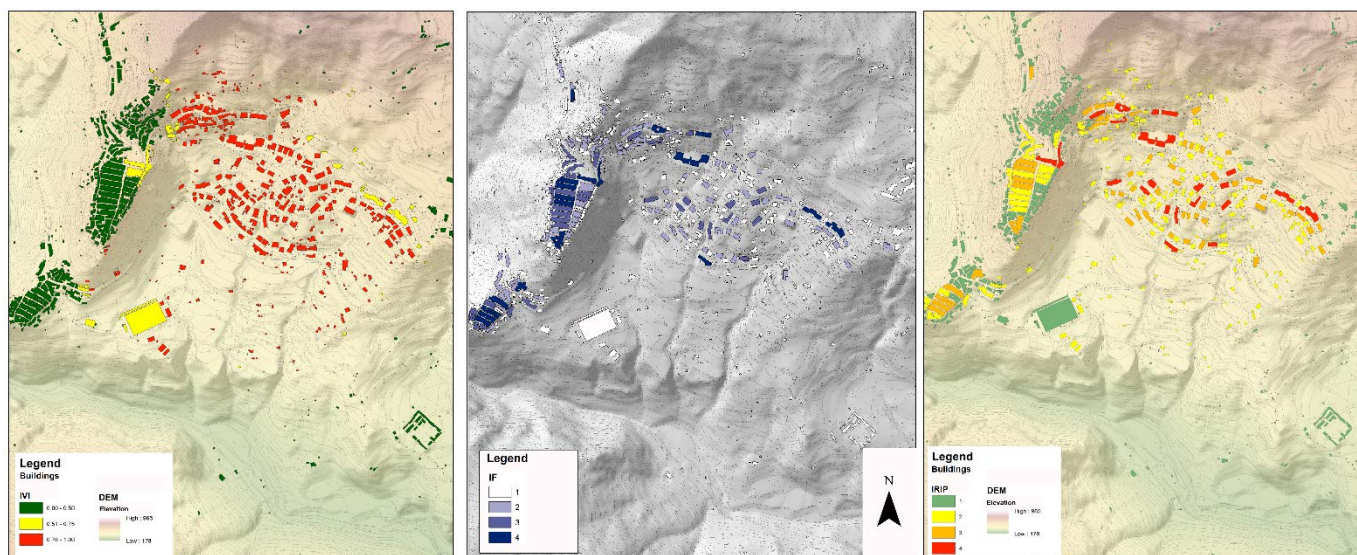 Legend
Buildings
IVI
0.00 - 0.50
0.51 - 0.75
0.76 - 1.00
DEM
Elevation
High : 965
Low : 178
Legend
IF
1
2
3
4
N
Legend
Buildings
IRIP
1
2
3
4
DEM
Elevation
High : 965
Low : 178